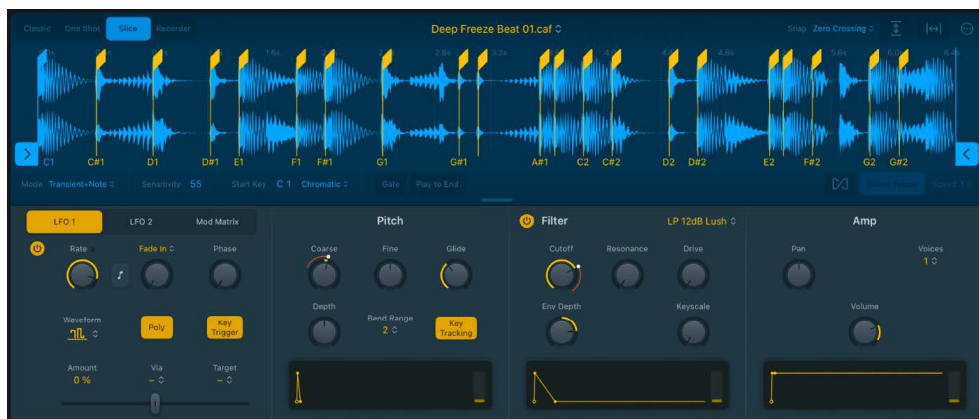 Classic One Shot Slice Recorder Deep Freeze Beat 01.caf Snap Zero Crossing
1.6s 2.8s 3.2s 4.8s 5.6s 6.4s
C1 C#1 D1 D#1 E1 F1 F#1 G1 G#1 A#1 C2 C#2 D2 D#2 E2 F#2 G2 G#2
Mode Transient+Note Sensitivity 55 Start Key C 1 Chromatic Gate Play to End
LFO 1 LFO 2 Mod Matrix Pitch Filter LP 12dB Lush Amp
Rate Fade In Phase Coarse Fine Glide Cutoff Resonance Drive Pan Voices
1
Depth Bend Range Env Depth Keyscale Volume
Waveform Poly Key Trigger 2 Key Tracking
Amount Via Target
0 % – –